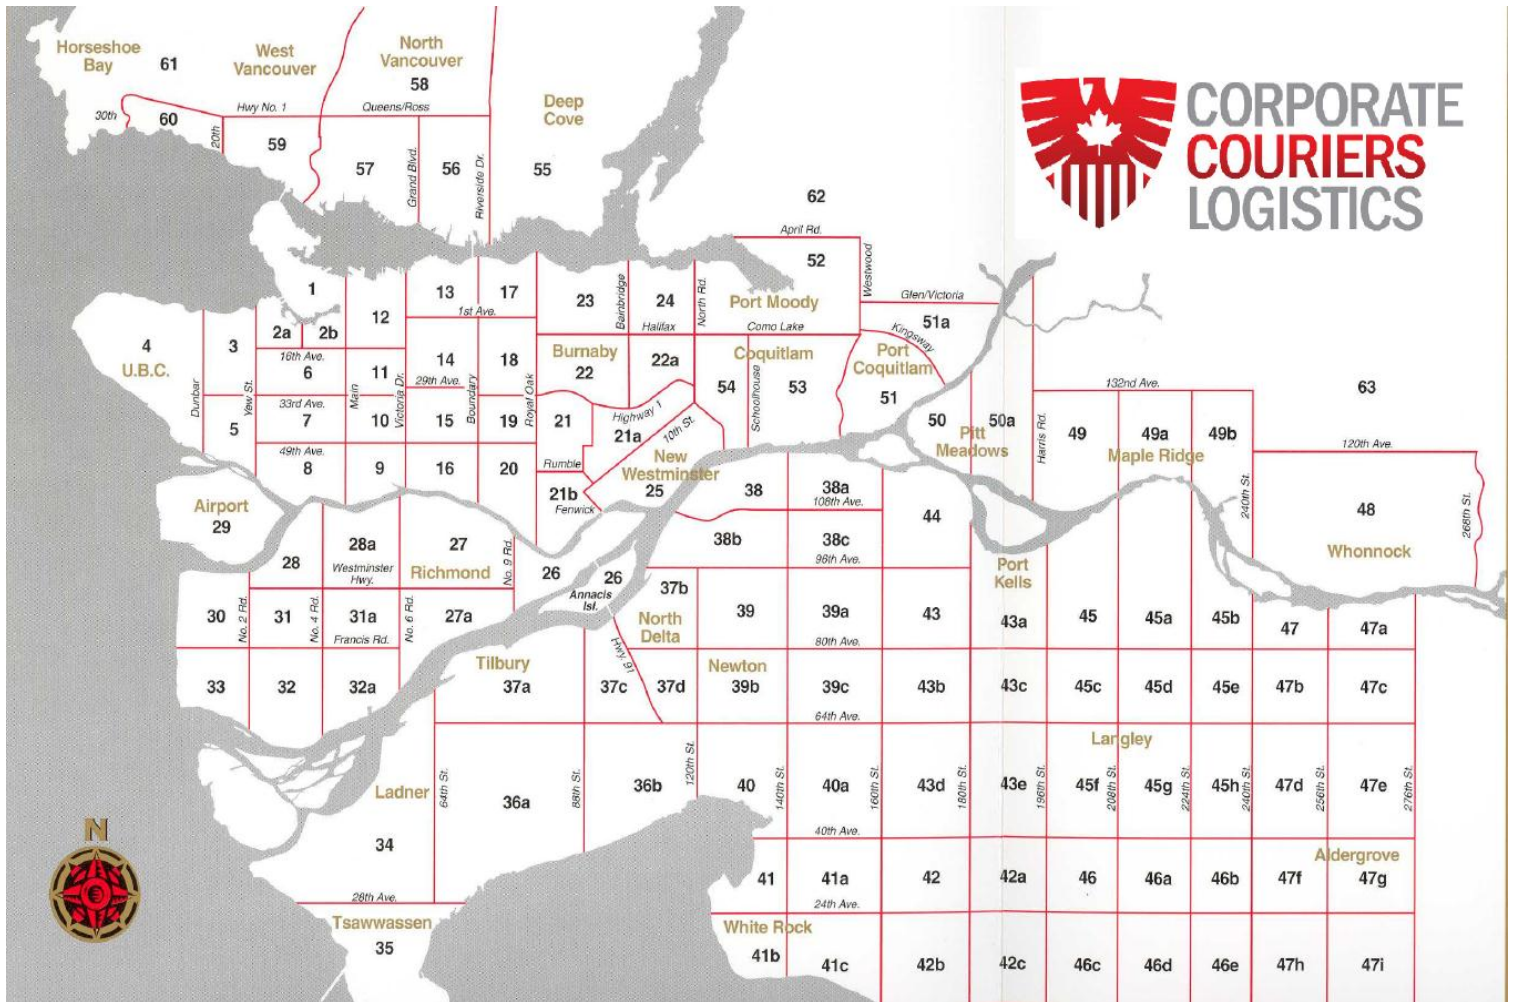 Horseshoe
Bay
61
West
Vancouver
North
Vancouver
58
Deep
Cove
CORPORATE
COURIERS
LOGISTICS
30th
60
Hwy No. 1
Queens/Ross
20th
59
57
Grand Blvd.
56
Riverside Dr.
55
62
April Rd.
52
Westwood
1
12
13
17
1st Ave.
23
Bainbridge
24
North Rd.
Port Moody
Glen/Victoria
51a
Halifax
Como Lake
Kingsway
4
U.B.C.
3
2a
2b
16th Ave.
6
11
14
29th Ave.
18
Burnaby
22
22a
Coquitlam
54
Schoolhouse
53
Port
Coquitlam
51
132nd Ave.
63
Dunbar
Yew St.
Main
Victoria Dr.
Boundary
Royal Oak
5
33rd Ave.
7
10
15
19
21
Highway 1
21a
10th St.
50
50a
Pitt
Meadows
Harris Rd.
49
49a
49b
Maple Ridge
120th Ave.
49th Ave.
8
9
16
20
Rumble
21b
Fenwick
New
Westminster
25
38
38a
108th Ave.
44
240th St.
48
268th St.
Whonnock
Airport
29
28
28a
Westminster
Hwy.
27
Richmond
No. 9 Rd.
26
26
Annacis
Isl.
38b
38c
96th Ave.
Port
Kells
30
No. 2 Rd.
31
No. 4 Rd.
31a
Francis Rd.
No. 6 Rd.
27a
37b
North
Delta
Hwy. 91
39
39a
80th Ave.
43
43a
45
45a
45b
47
47a
33
32
32a
Tilbury
37a
37c
37d
Newton
39b
39c
64th Ave.
43b
43c
45c
45d
45e
47b
47c
Langley
Ladner
64th St.
36a
88th St.
36b
120th St.
40
140th St.
40a
160th St.
43d
180th St.
43e
196th St.
45f
208th St.
45g
224th St.
45h
240th St.
47d
256th St.
47e
276th St.
40th Ave.
N
34
28th Ave.
41
41a
24th Ave.
42
42a
46
46a
46b
47f
Aldergrove
47g
Tsawwassen
35
White Rock
41b
41c
42b
42c
46c
46d
46e
47h
47i